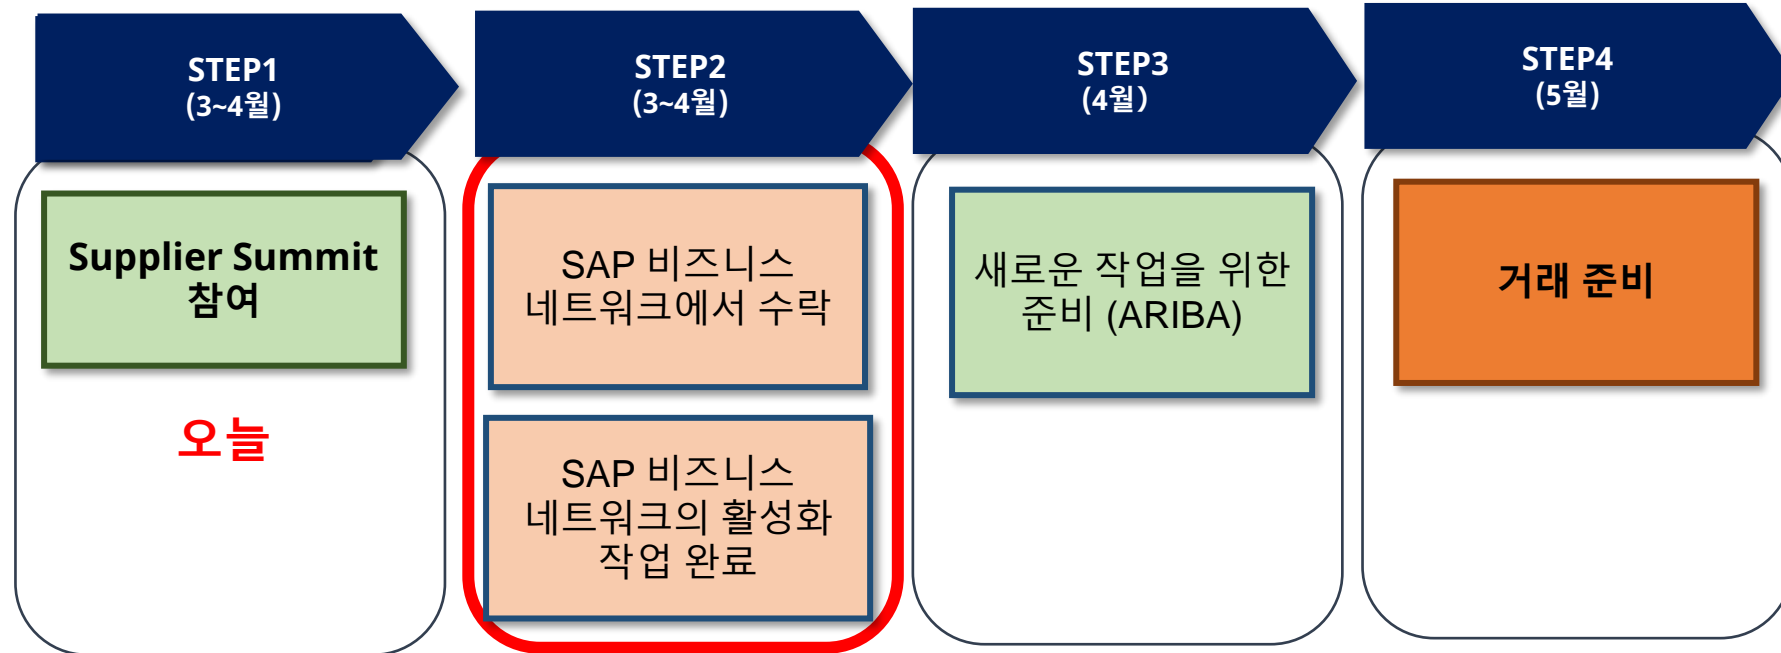 STEP1
(3~4월)
STEP2
(3~4월)
STEP3
(4월)
STEP4
(5월)
Supplier Summit
참여
오늘
SAP 비즈니스
네트워크에서 수락
SAP 비즈니스
네트워크의 활성화
작업 완료
새로운 작업을 위한
준비 (ARIBA)
거래 준비